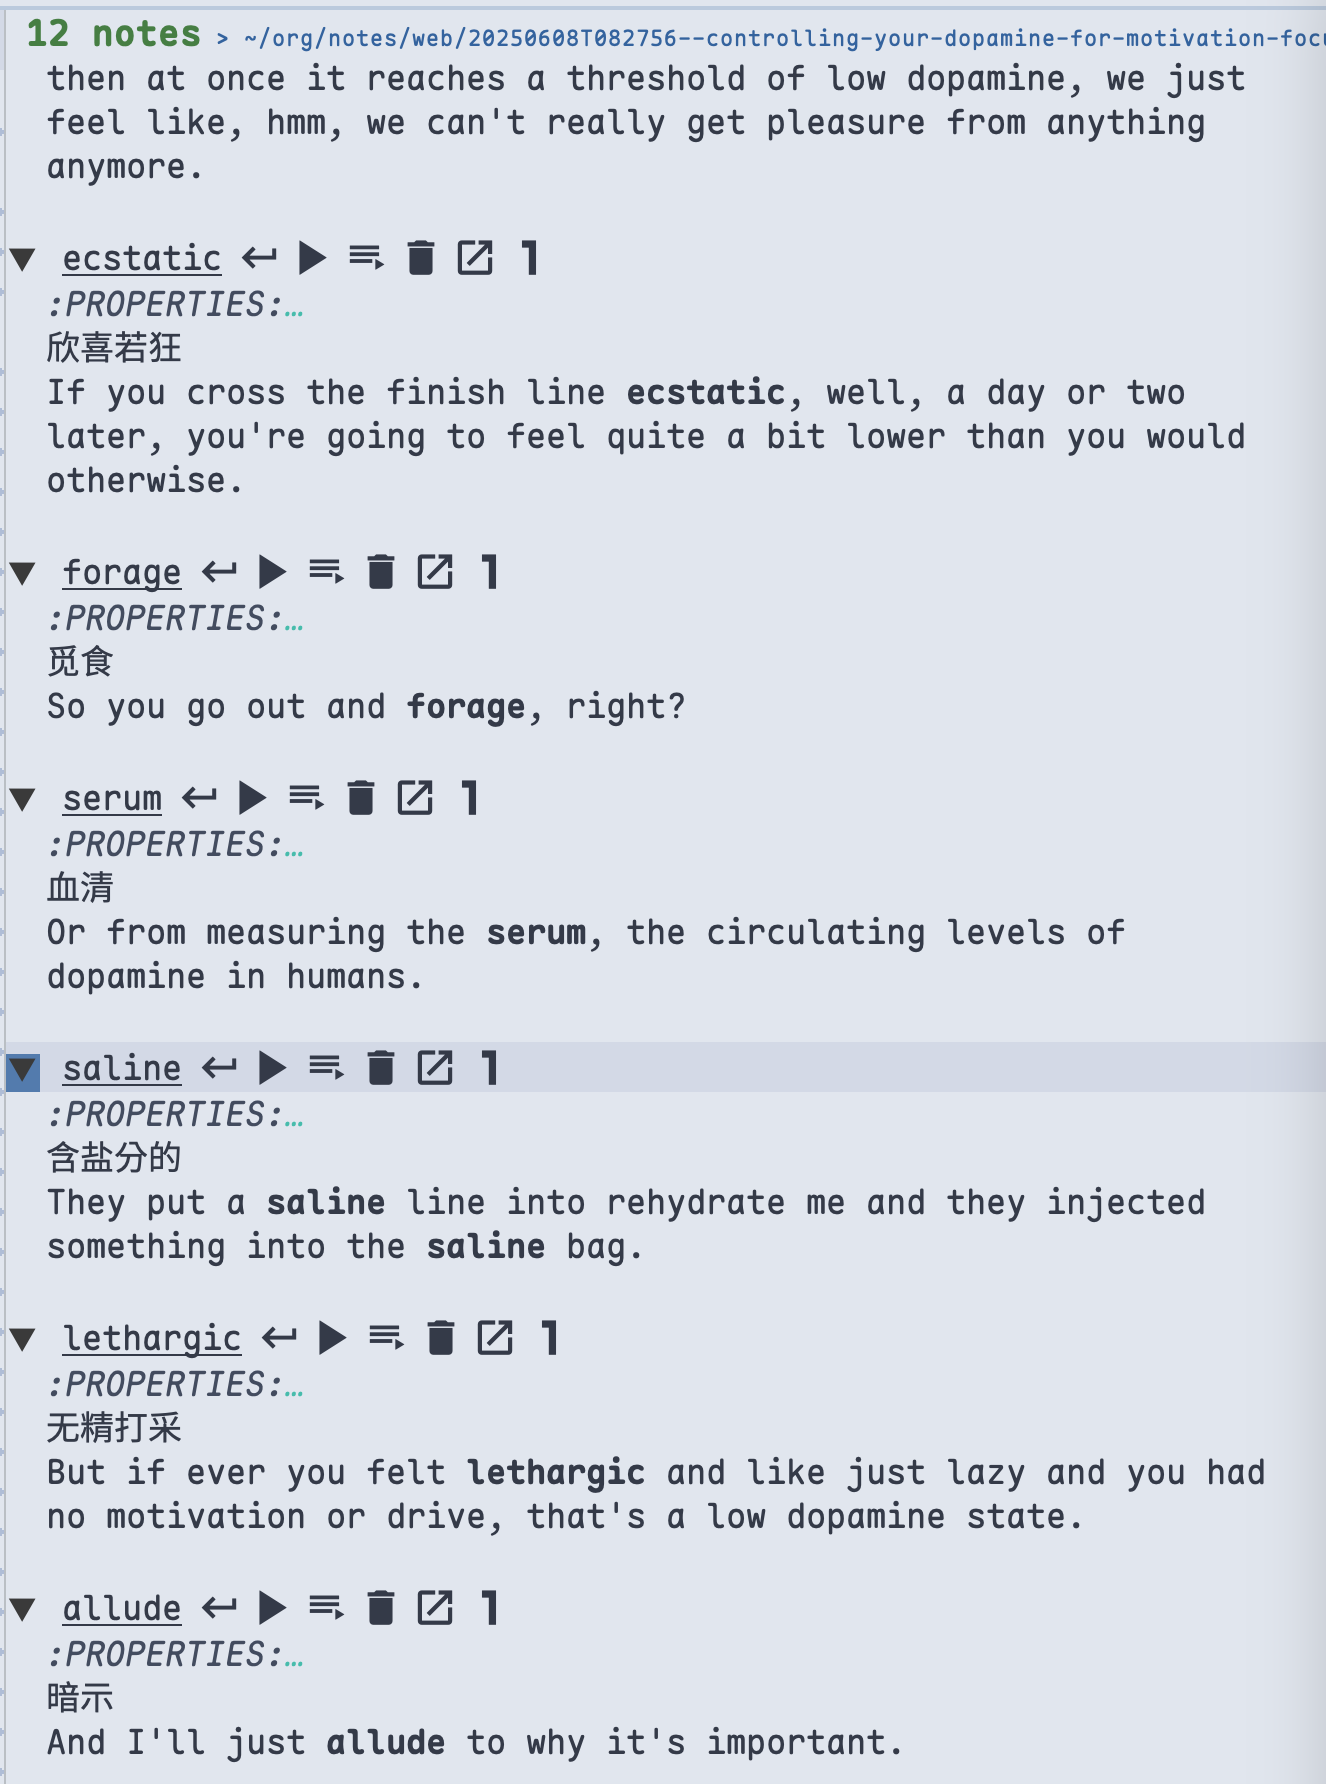 12 notes > ~/org/notes/web/20250608T082756--controlling-your-dopamine-for-motivation-focu
then at once it reaches a threshold of low dopamine, we just
feel like, hmm, we can't really get pleasure from anything
anymore.
ecstatic 1
:PROPERTIES:…
欣喜若狂
If you cross the finish line ecstatic, well, a day or two
later, you're going to feel quite a bit lower than you would
otherwise.
forage 1
:PROPERTIES:…
觅食
So you go out and forage, right?
serum 1
:PROPERTIES:…
血清
Or from measuring the serum, the circulating levels of
dopamine in humans.
saline 1
:PROPERTIES:…
含盐分的
They put a saline line into rehydrate me and they injected
something into the saline bag.
lethargic 1
:PROPERTIES:…
无精打采
But if ever you felt lethargic and like just lazy and you had
no motivation or drive, that's a low dopamine state.
allude 1
:PROPERTIES:…
暗示
And I'll just allude to why it's important.